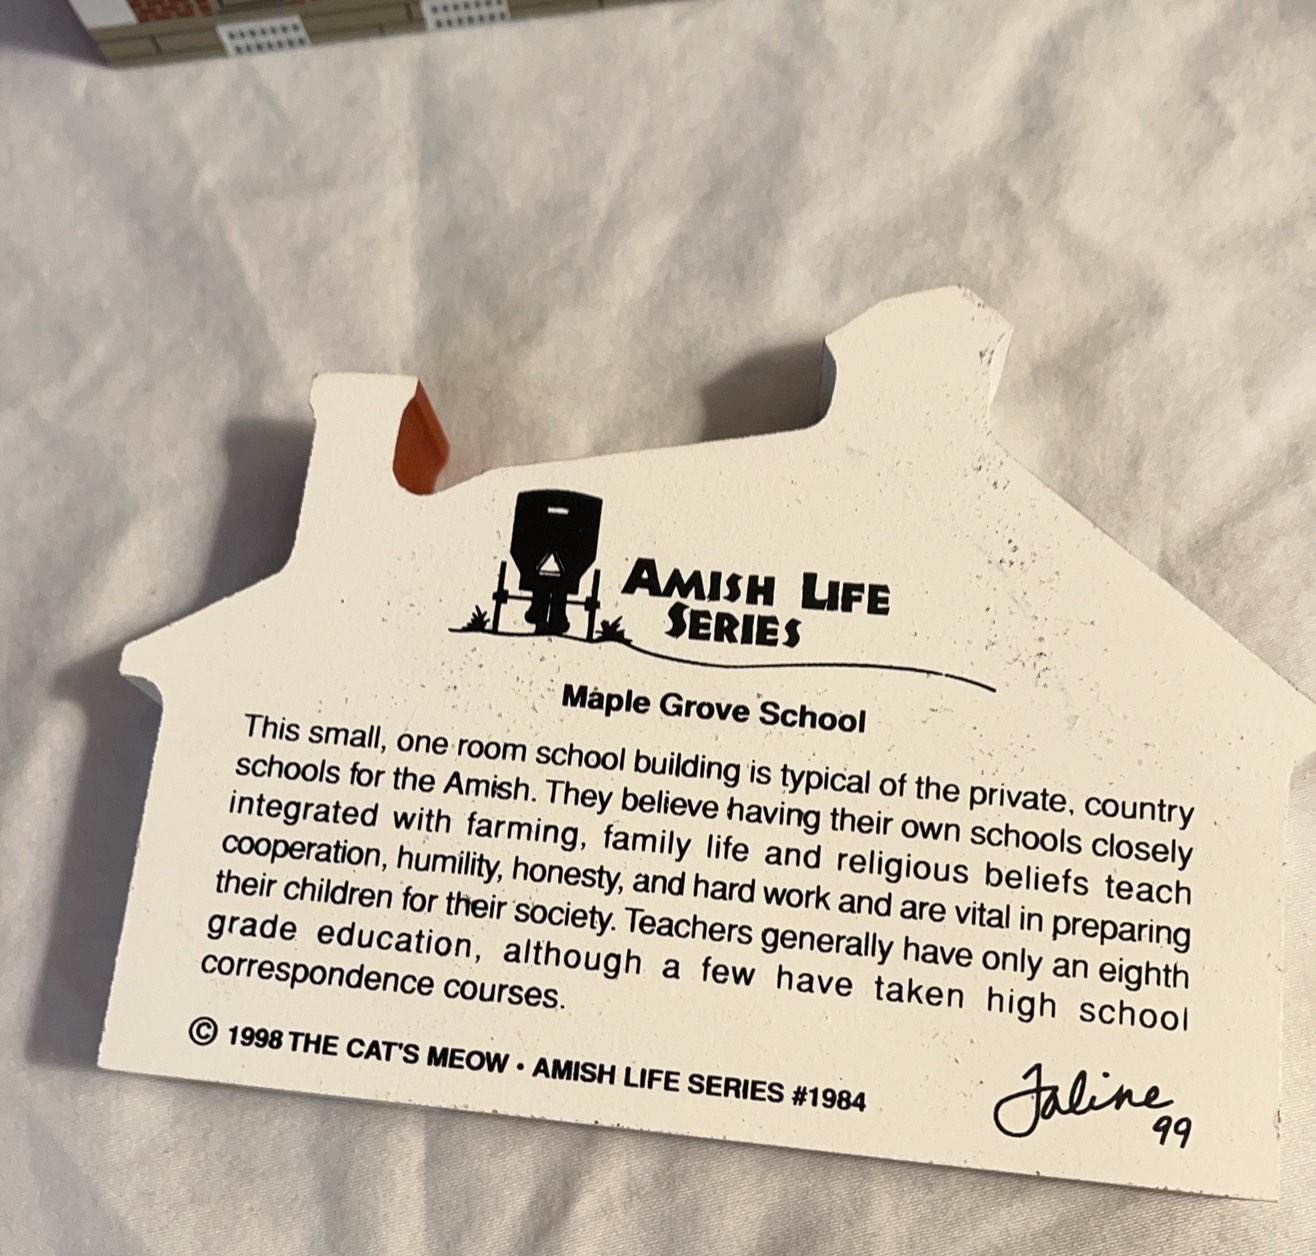 AMISH LIFE
SERIES
Maple Grove School
This small, one room school building is typical of the private, country
schools for the Amish. They believe having their own schools closely
integrated with farming, family life and religious beliefs teach
cooperation, humility, honesty, and hard work and are vital in preparing
their children for their society. Teachers generally have only an eighth
grade education, although a few have taken high school
correspondence courses.
© 1998 THE CAT'S MEOW • AMISH LIFE SERIES #1984
Faline
99